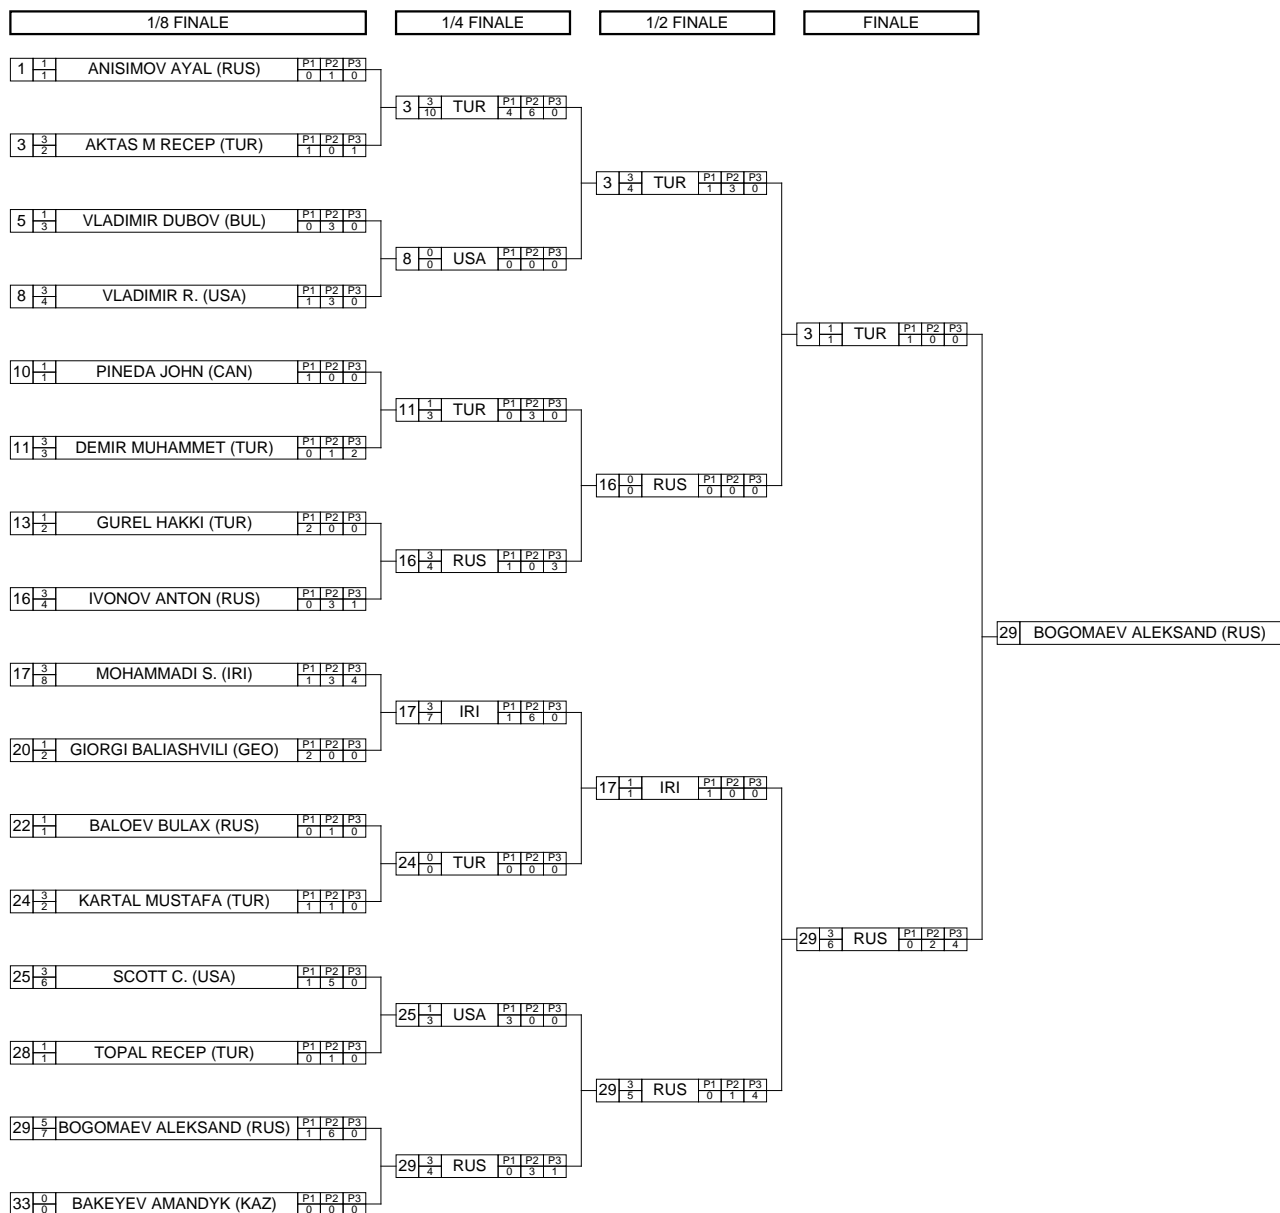 1/8 FINALE 1/4 FINALE 1/2 FINALE FINALE
1 1 1 ANISIMOV AYAL (RUS) P1 P2 P3 0 1 0
3 3 10 TUR P1 P2 P3 4 6 0
3 3 2 AKTAS M RECEP (TUR) P1 P2 P3 1 0 1
3 3 4 TUR P1 P2 P3 1 3 0
5 1 3 VLADIMIR DUBOV (BUL) P1 P2 P3 0 3 0
8 0 0 USA P1 P2 P3 0 0 0
8 3 4 VLADIMIR R. (USA) P1 P2 P3 1 3 0
3 1 1 TUR P1 P2 P3 1 0 0
10 1 1 PINEDA JOHN (CAN) P1 P2 P3 1 0 0
11 1 3 TUR P1 P2 P3 0 3 0
11 3 3 DEMIR MUHAMMET (TUR) P1 P2 P3 0 1 2
16 0 0 RUS P1 P2 P3 0 0 0
13 1 2 GUREL HAKKI (TUR) P1 P2 P3 2 0 0
16 3 4 RUS P1 P2 P3 1 0 3
16 3 4 IVONOV ANTON (RUS) P1 P2 P3 0 3 1
29 BOGOMAEV ALEKSAND (RUS)
17 3 8 MOHAMMADI S. (IRI) P1 P2 P3 1 3 4
17 3 7 IRI P1 P2 P3 1 6 0
20 1 2 GIORGI BALIASHVILI (GEO) P1 P2 P3 2 0 0
17 1 1 IRI P1 P2 P3 1 0 0
22 1 1 BALOEV BULAX (RUS) P1 P2 P3 0 1 0
24 0 0 TUR P1 P2 P3 0 0 0
24 3 2 KARTAL MUSTAFA (TUR) P1 P2 P3 1 1 0
29 3 6 RUS P1 P2 P3 0 2 4
25 3 6 SCOTT C. (USA) P1 P2 P3 1 5 0
25 1 3 USA P1 P2 P3 3 0 0
28 1 1 TOPAL RECEP (TUR) P1 P2 P3 0 1 0
29 3 5 RUS P1 P2 P3 0 1 4
29 5 7 BOGOMAEV ALEKSAND (RUS) P1 P2 P3 1 6 0
29 3 4 RUS P1 P2 P3 0 3 1
33 0 0 BAKEYEV AMANDYK (KAZ) P1 P2 P3 0 0 0